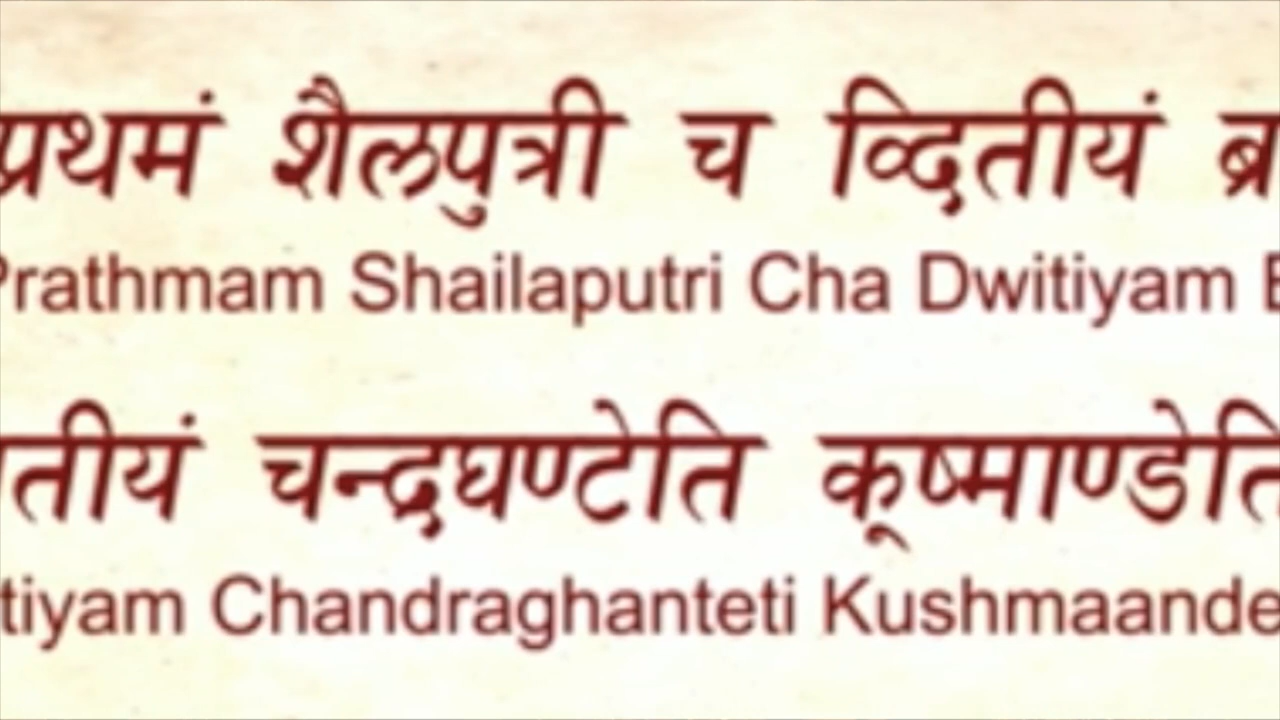 प्रथमं शैलपुत्री च व्दितीयं ब्र
Prathmam Shailaputri Cha Dwitiyam
तीयं चन्द्रघण्टेति कूष्माण्डेति
tiyam Chandraghanteti Kushmaande